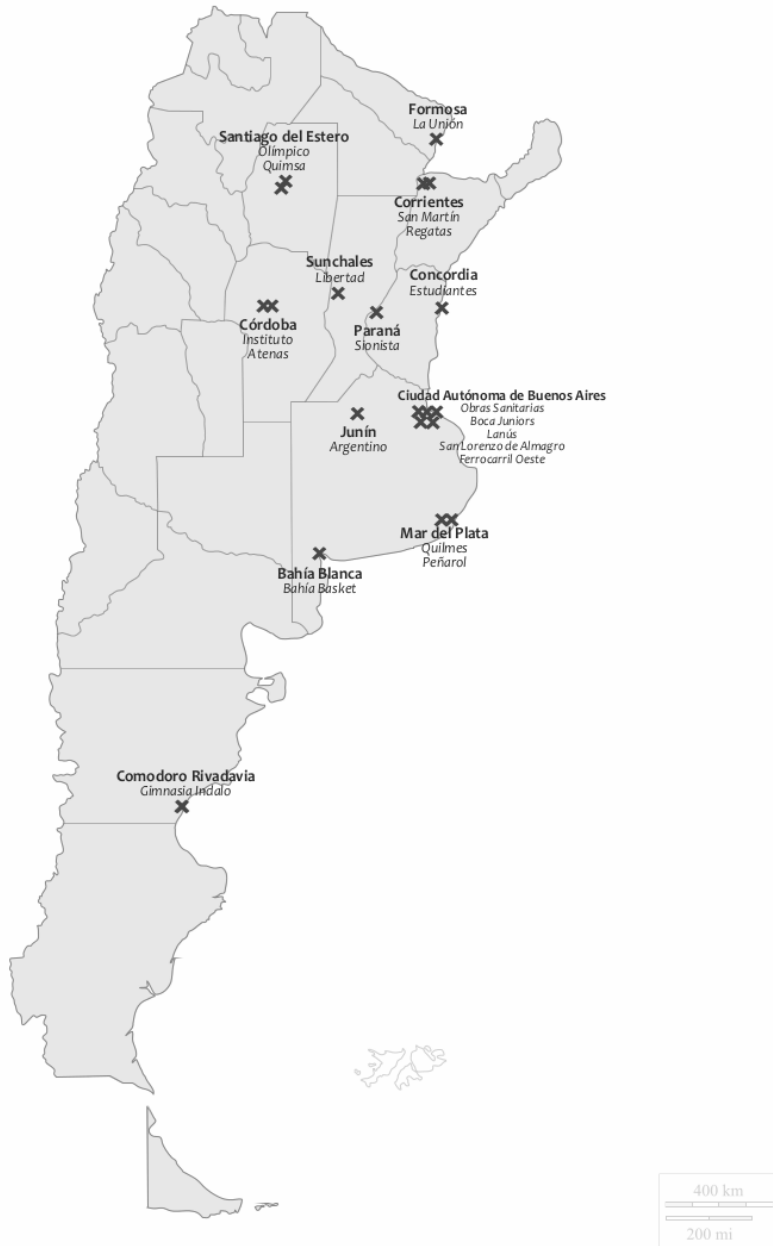 Formosa
La Unión
Santiago del Estero
Olímpico
Quimsa
Corrientes
San Martín
Regatas
Sunchales
Libertad
Concordia
Estudiantes
Córdoba
Instituto
Atenas
Paraná
Sionista
Ciudad Autónoma de Buenos Aires
Obras Sanitarias
Boca Juniors
Lanús
San Lorenzo de Almagro
Ferrocarril Oeste
Junín
Argentino
Mar del Plata
Quilmes
Peñarol
Bahía Blanca
Bahía Basket
Comodoro Rivadavia
Gimnasia Indalo
400 km
200 mi